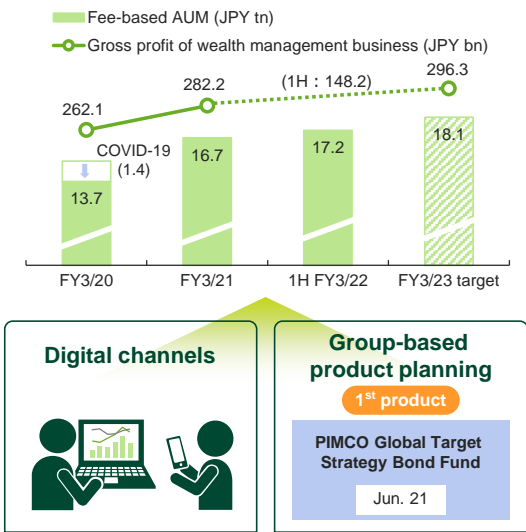 Fee-based AUM (JPY tn)
Gross profit of wealth management business (JPY bn)
262.1
282.2
(1H : 148.2)
296.3
COVID-19
(1.4)
13.7
16.7
17.2
18.1
FY3/20
FY3/21
1H FY3/22
FY3/23 target
Digital channels
Group-based
product planning
1st product
PIMCO Global Target
Strategy Bond Fund
Jun. 21